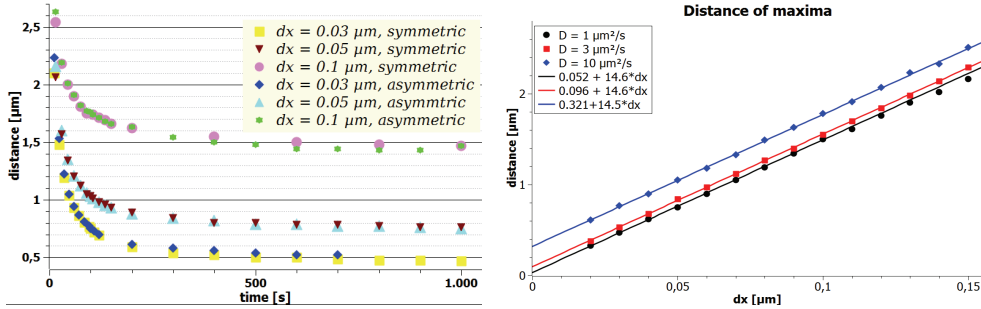 2,5
2
1,5
1
0,5
distance [µm]
0
500
1.000
time [s]
dx = 0.03 µm, symmetric
dx = 0.05 µm, symmetric
dx = 0.1 µm, symmetric
dx = 0.03 µm, asymmetric
dx = 0.05 µm, asymmtric
dx = 0.1 µm, asymmetric
Distance of maxima
D = 1 µm²/s
D = 3 µm²/s
D = 10 µm²/s
0.052 + 14.6*dx
0.096 + 14.6*dx
0.321+14.5*dx
2
1
0
distance [µm]
0
0,05
0,1
0,15
dx [µm]